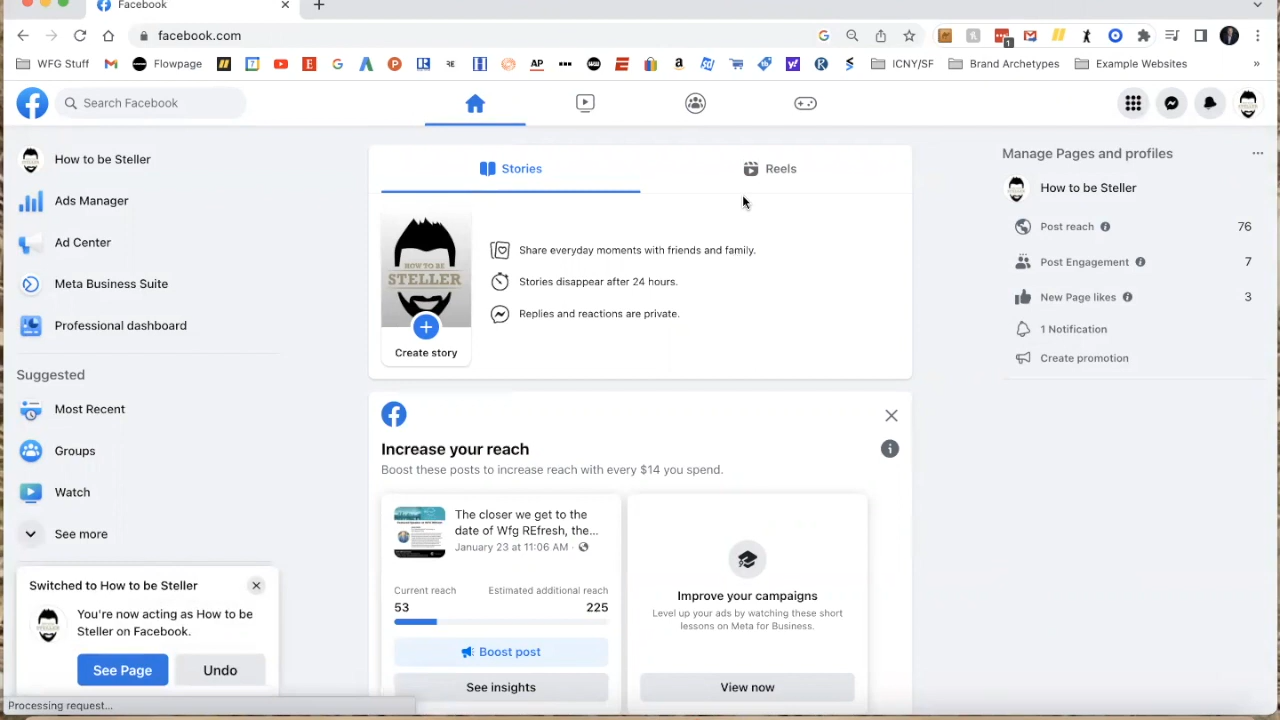 Facebook
facebook.com
1
WFG Stuff
Flowpage
7
AP
ICNY/SF
Brand Archetypes
Example Websites
»
Search Facebook
How to be Steller
Ads Manager
Ad Center
Meta Business Suite
Professional dashboard
Suggested
Most Recent
Groups
Watch
See more
Switched to How to be Steller
You're now acting as How to be
Steller on Facebook.
See Page
Undo
Processing request...
Stories
Reels
HOW TO BE
STELLER
Create story
Share everyday moments with friends and family.
Stories disappear after 24 hours.
Replies and reactions are private.
Increase your reach
Boost these posts to increase reach with every $14 you spend.
The closer we get to the
date of Wfg REfresh, the...
January 23 at 11:06 AM ·
Current reach
Estimated additional reach
53
225
Boost post
See insights
Improve your campaigns
Level up your ads by watching these short
lessons on Meta for Business.
View now
Manage Pages and profiles
How to be Steller
Post reach
76
Post Engagement
7
New Page likes
3
1 Notification
Create promotion